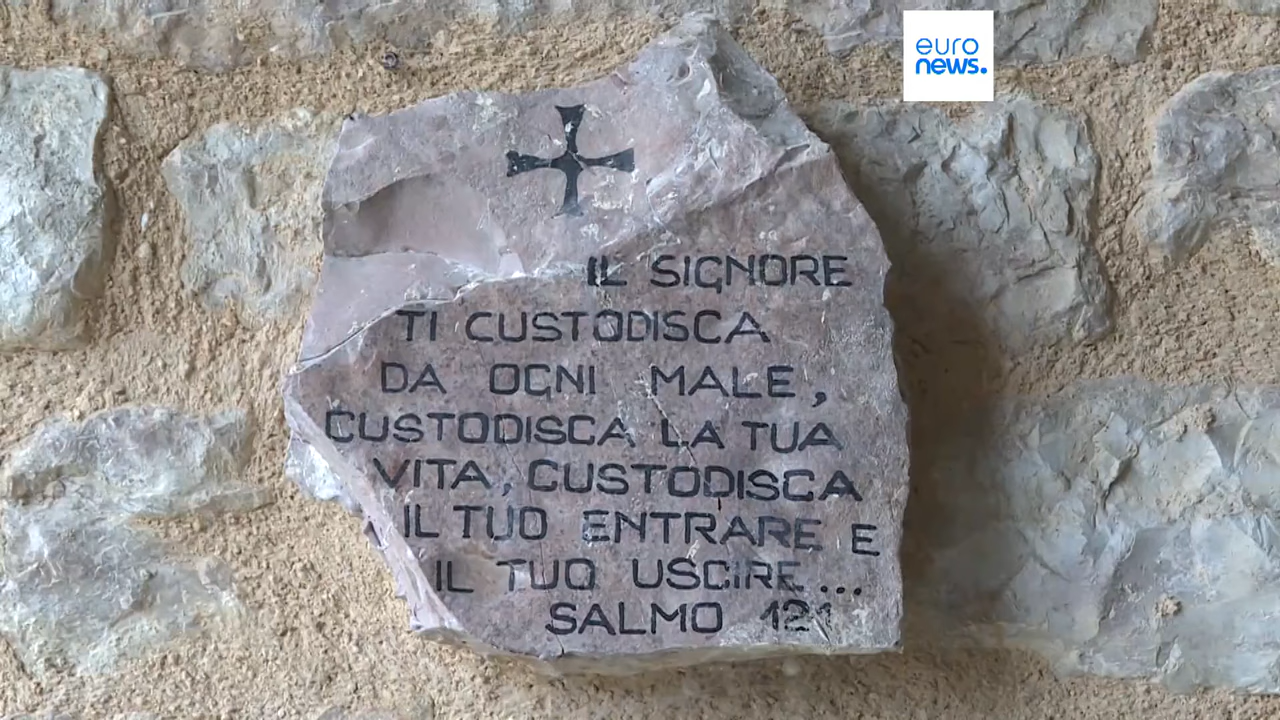 euro
news.
IL SIGNORE
TI CUSTODISCA
DA OGNI MALE,
CUSTODISCA LA TUA
VITA, CUSTODISCA
IL TUO ENTRARE E
IL TUO USCIRE...
SALMO 121